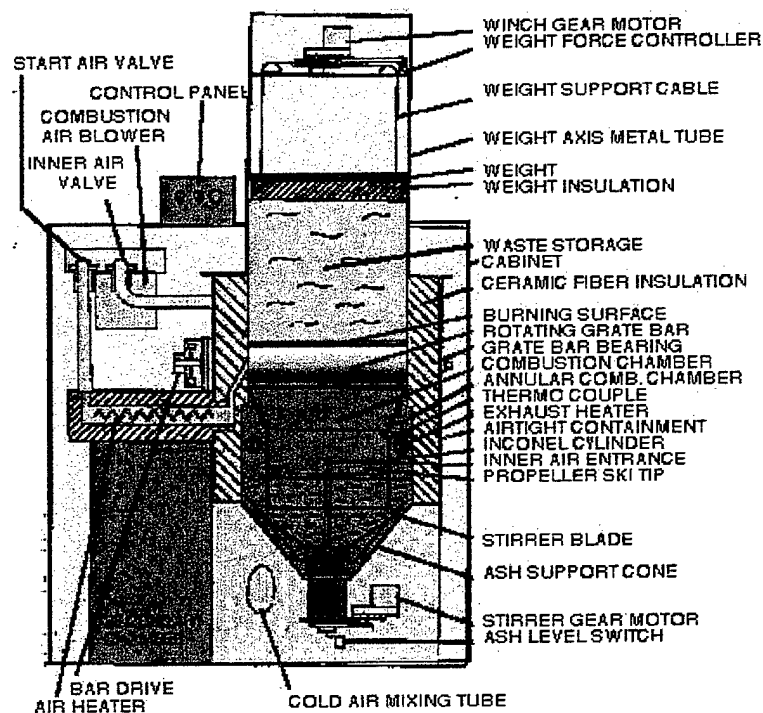 START AIR VALVE
CONTROL PANEL
COMBUSTION
AIR BLOWER
INNER AIR
VALVE
WINCH GEAR MOTOR
WEIGHT FORCE CONTROLLER
WEIGHT SUPPORT CABLE
WEIGHT AXIS METAL TUBE
WEIGHT
WEIGHT INSULATION
WASTE STORAGE
CABINET
CERAMIC FIBER INSULATION
BURNING SURFACE
ROTATING GRATE BAR
GRATE BAR BEARING
COMBUSTION CHAMBER
ANNULAR COMB. CHAMBER
THERMO COUPLE
EXHAUST HEATER
AIRTIGHT CONTAINMENT
INCONEL CYLINDER
INNER AIR ENTRANCE
PROPELLER SKI TIP
STIRRER BLADE
ASH SUPPORT CONE
STIRRER GEAR MOTOR
ASH LEVEL SWITCH
BAR DRIVE
AIR HEATER
COLD AIR MIXING TUBE